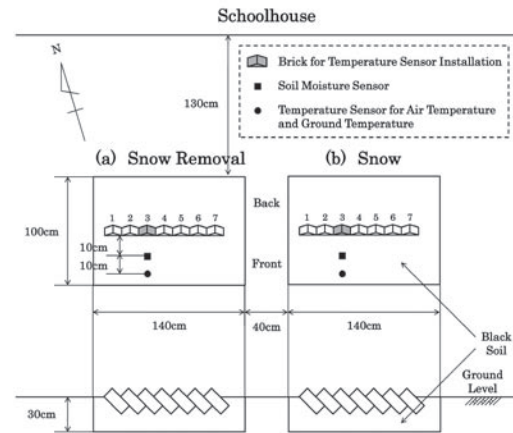 Schoolhouse
N
Brick for Temperature Sensor Installation
Soil Moisture Sensor
Temperature Sensor for Air Temperature
and Ground Temperature
130cm
(a) Snow Removal
(b) Snow
Back
1 2 3 4 5 6 7
1 2 3 4 5 6 7
100cm
10cm
10cm
Front
140cm
40cm
140cm
Black
Soil
Ground
Level
30cm